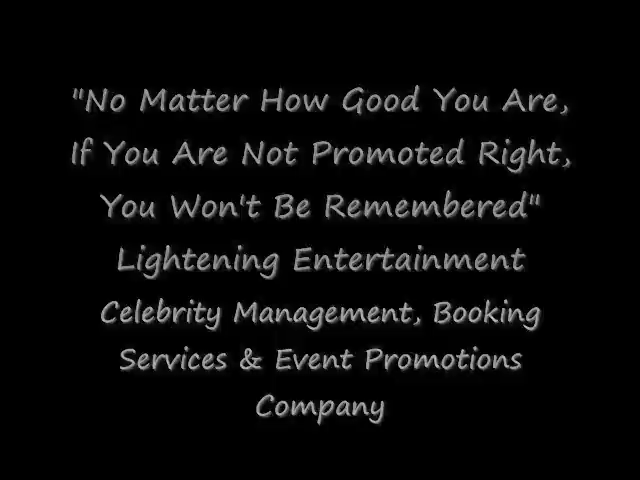 "No Matter How Good You Are,
If You Are Not Promoted Right,
You Won't Be Remembered"
Lightening Entertainment
Celebrity Management, Booking
Services & Event Promotions
Company